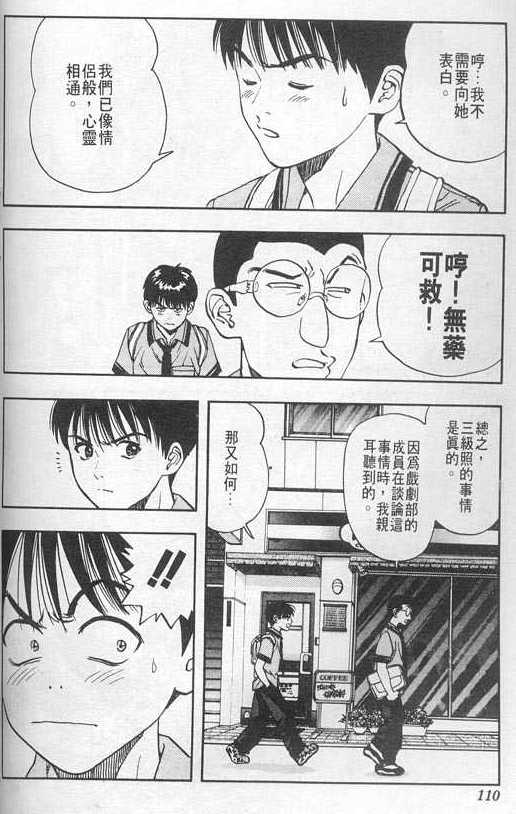 哼…我不
需要向她
表白。
我們已像情
侶般，心靈
相通。
哼！無藥
可救！
總之，
三級照的事情
是眞的。
因爲戲劇部的
成員在談論這
事情時，我親
耳聽到的。
那又如何…
!!
COFFEE
110